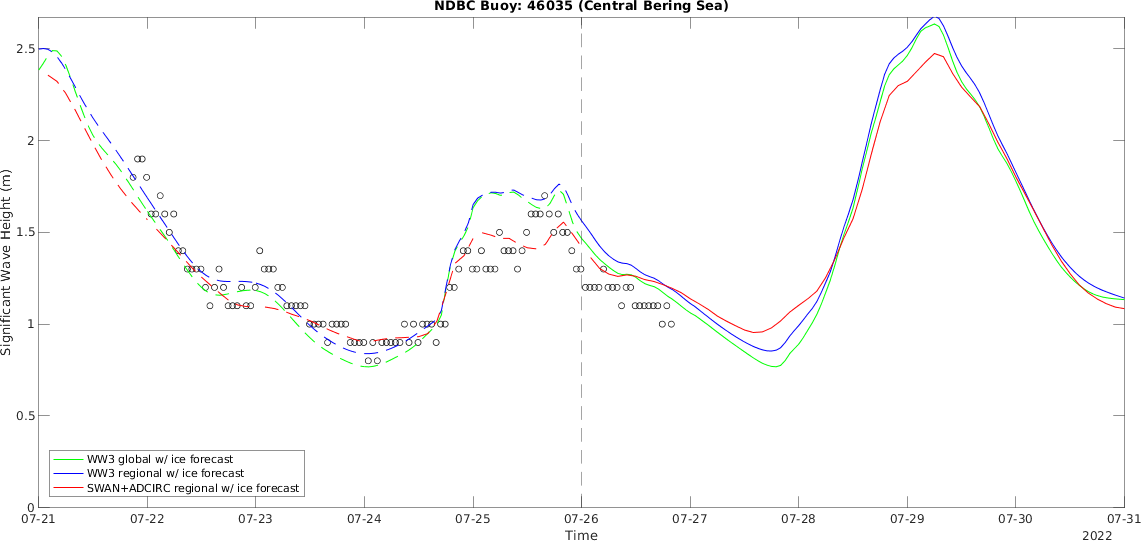 NDBC Buoy: 46035 (Central Bering Sea)
2.5
2
1.5
1
0.5
0
Significant Wave Height (m)
WW3 global w/ ice forecast
WW3 regional w/ ice forecast
SWAN+ADCIRC regional w/ ice forecast
07-21 07-22 07-23 07-24 07-25 07-26 07-27 07-28 07-29 07-30 07-31
Time
2022